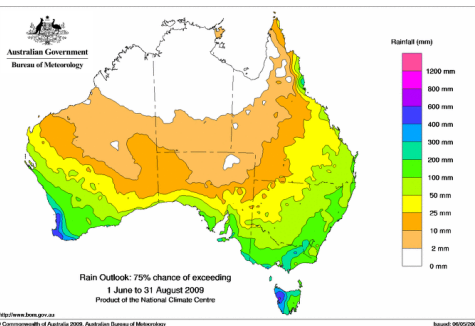 Australian Government
Bureau of Meteorology
Rainfall (mm)
1200 mm
800 mm
600 mm
400 mm
300 mm
200 mm
100 mm
50 mm
25 mm
10 mm
2 mm
0 mm
Rain Outlook: 75% chance of exceeding
1 June to 31 August 2009
Product of the National Climate Centre
http://www.bom.gov.au
Commonwealth of Australia 2009, Australian Bureau of Meteorology
Issued: